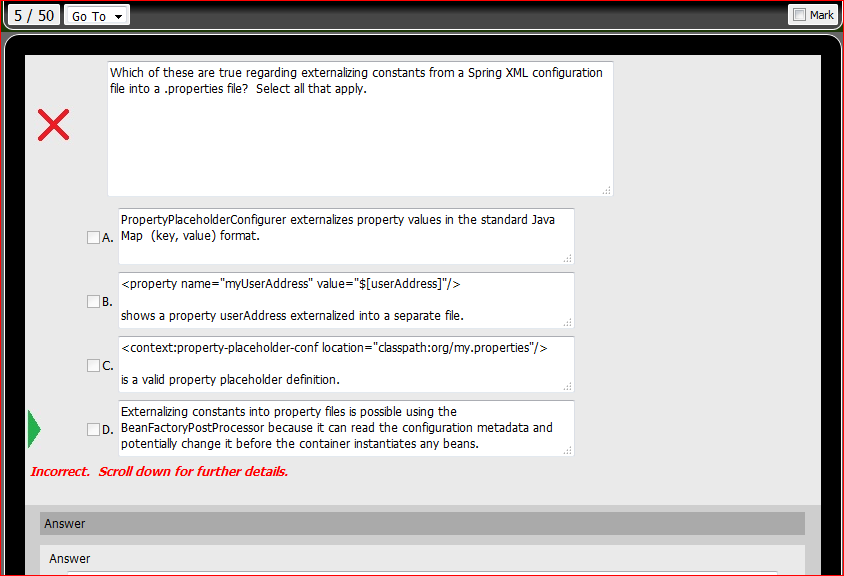 5 / 50 Go To Mark
Which of these are true regarding externalizing constants from a Spring XML configuration
file into a .properties file?  Select all that apply.
A. PropertyPlaceholderConfigurer externalizes property values in the standard Java
Map  (key, value) format.
<property name="myUserAddress" value="$[userAddress]"/>
B.
shows a property userAddress externalized into a separate file.
<context:property-placeholder-conf location="classpath:org/my.properties"/>
C.
is a valid property placeholder definition.
Externalizing constants into property files is possible using the
D. BeanFactoryPostProcessor because it can read the configuration metadata and
potentially change it before the container instantiates any beans.
Incorrect.  Scroll down for further details.
Answer
Answer